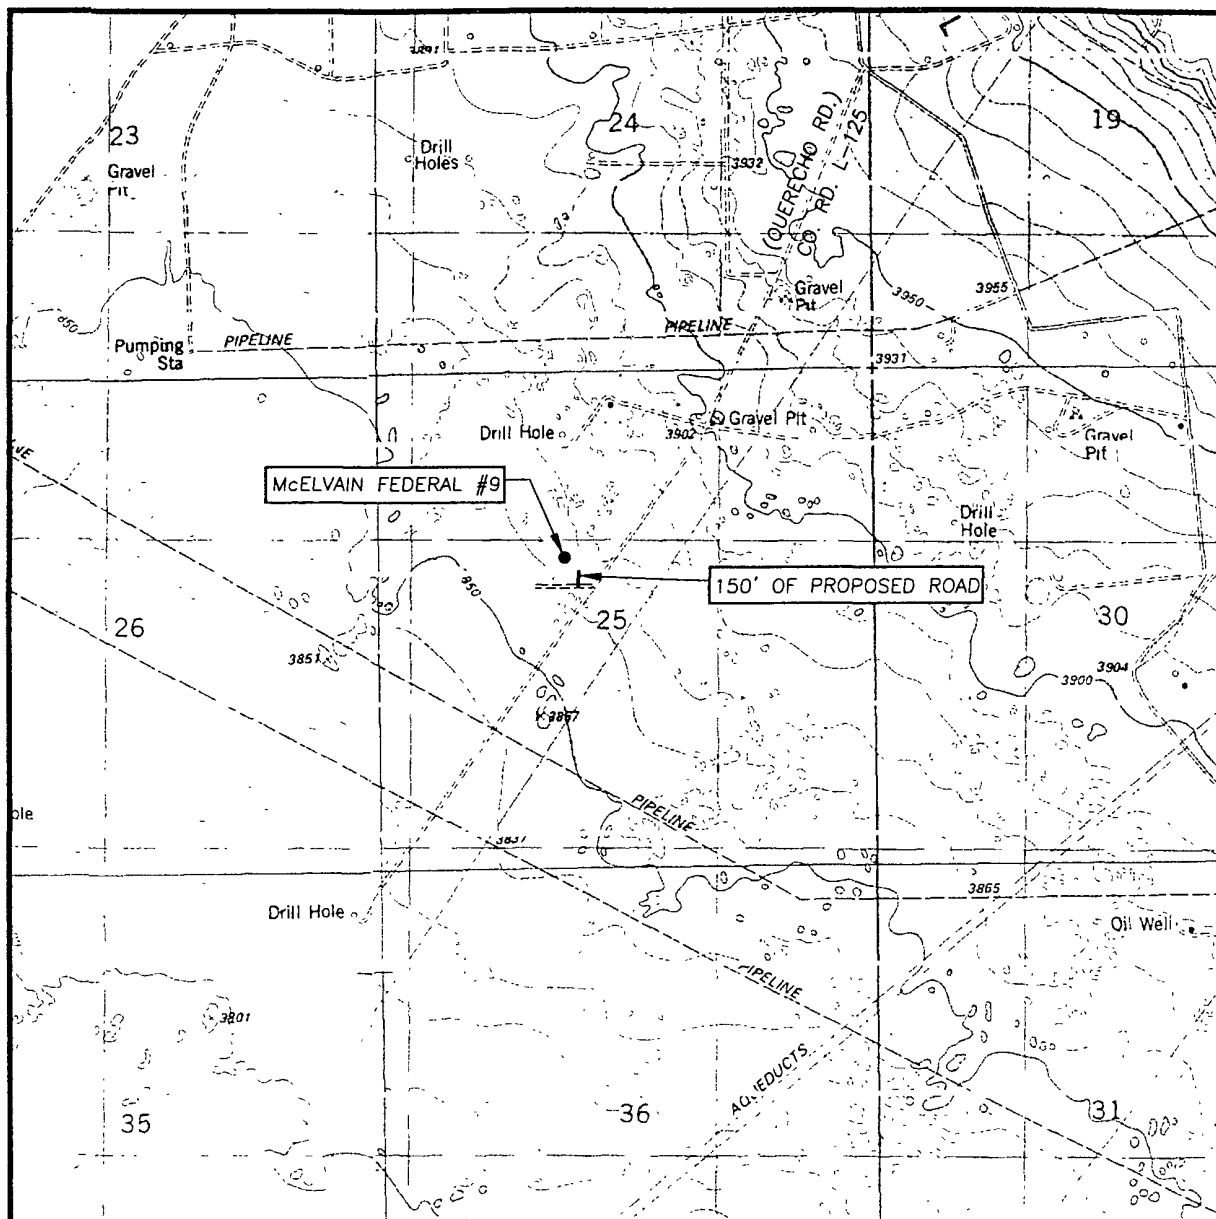 3891
23
24
19
(QUERECHO RD.)
CO. RD. L-125
Drill
Holes
3932
Gravel
Pit
Gravel
Pit
3950
3955
850
Pumping
Sta
PIPELINE
PIPELINE
3931
Drill Hole
3902
Gravel Pit
Gravel
Pit
McELVAIN FEDERAL #9
Drill
Hole
150' OF PROPOSED ROAD
26
25
30
3851
3904
3900
PIPELINE
3865
Drill Hole
Oil Well
PIPELINE
3801
AQUEDUCTS
35
36
31